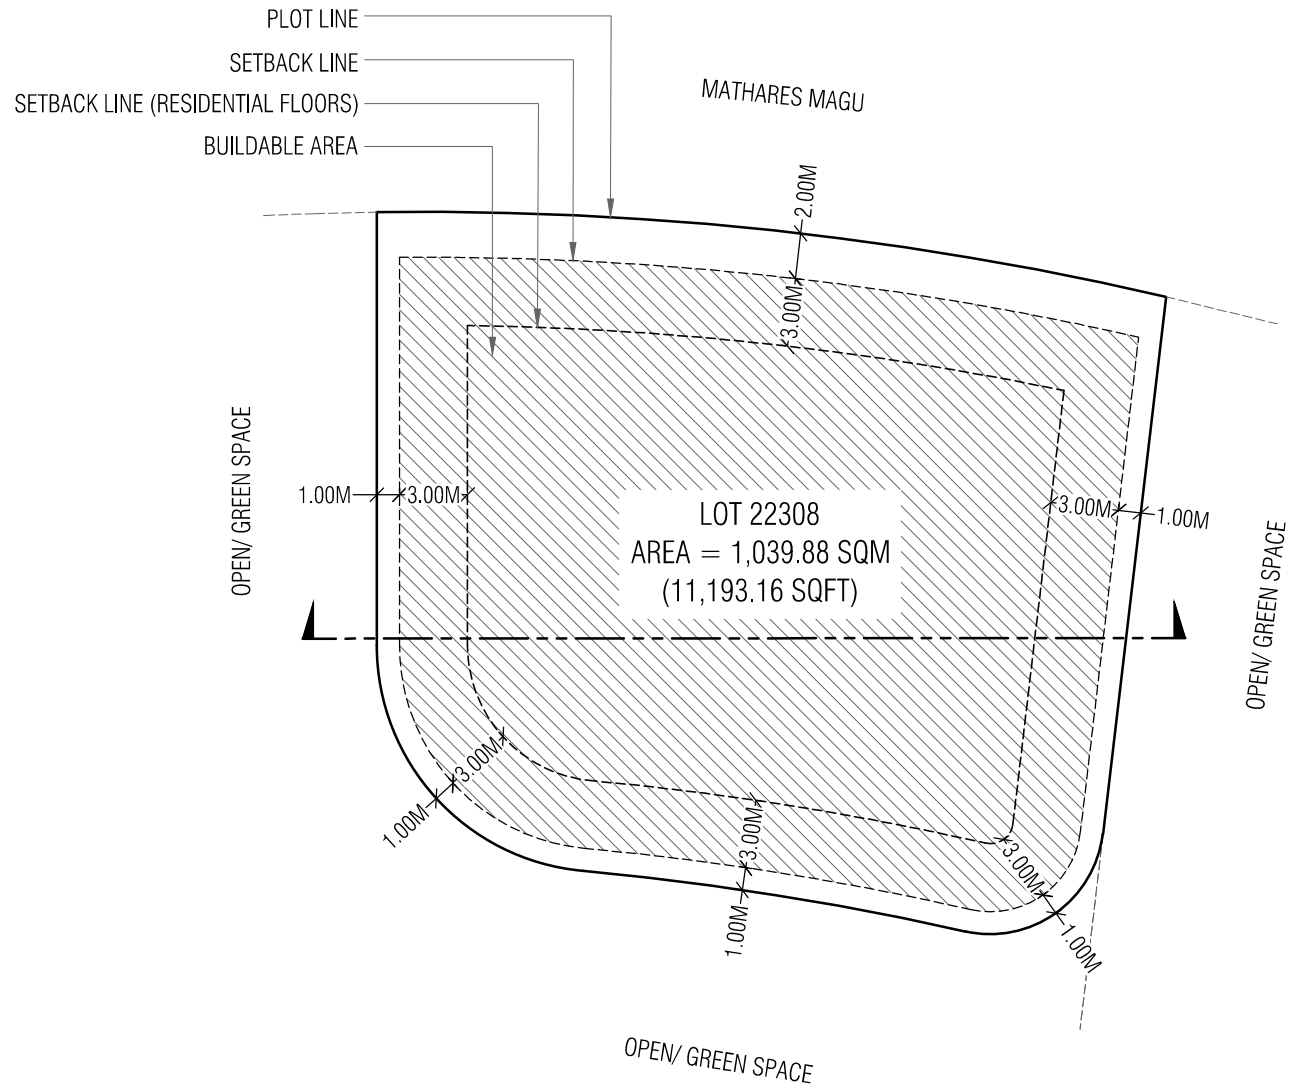 PLOT LINE
SETBACK LINE
SETBACK LINE (RESIDENTIAL FLOORS)
BUILDABLE AREA
MATHARES MAGU
2.00M
3.00M
OPEN/ GREEN SPACE
1.00M
3.00M
LOT 22308
AREA = 1,039.88 SQM
(11,193.16 SQFT)
3.00M
1.00M
OPEN/ GREEN SPACE
3.00M
1.00M
3.00M
1.00M
3.00M
1.00M
OPEN/ GREEN SPACE